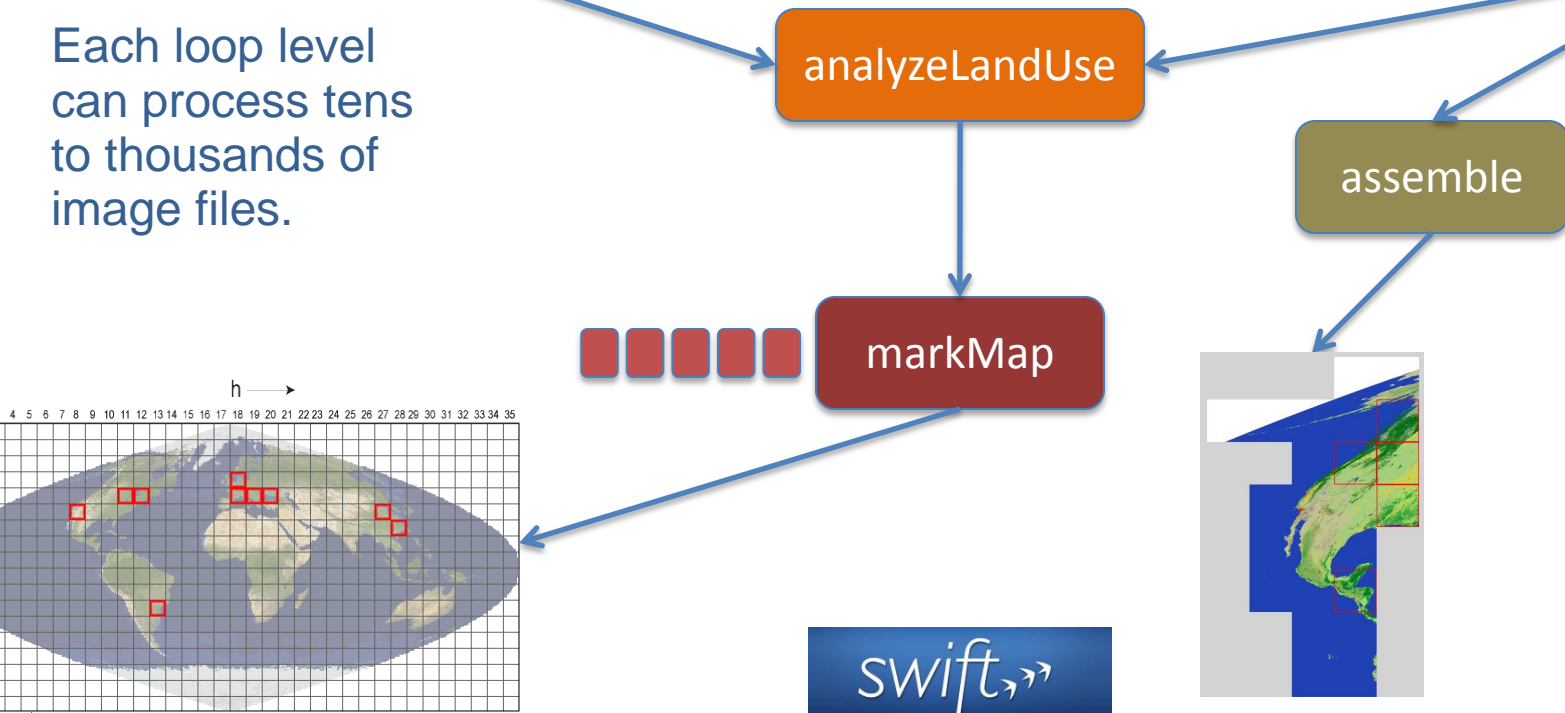 Each loop level
can process tens
to thousands of
image files.
analyzeLandUse
assemble
markMap
h
4 5 6 7 8 9 10 11 12 13 14 15 16 17 18 19 20 21 22 23 24 25 26 27 28 29 30 31 32 33 34 35
swift